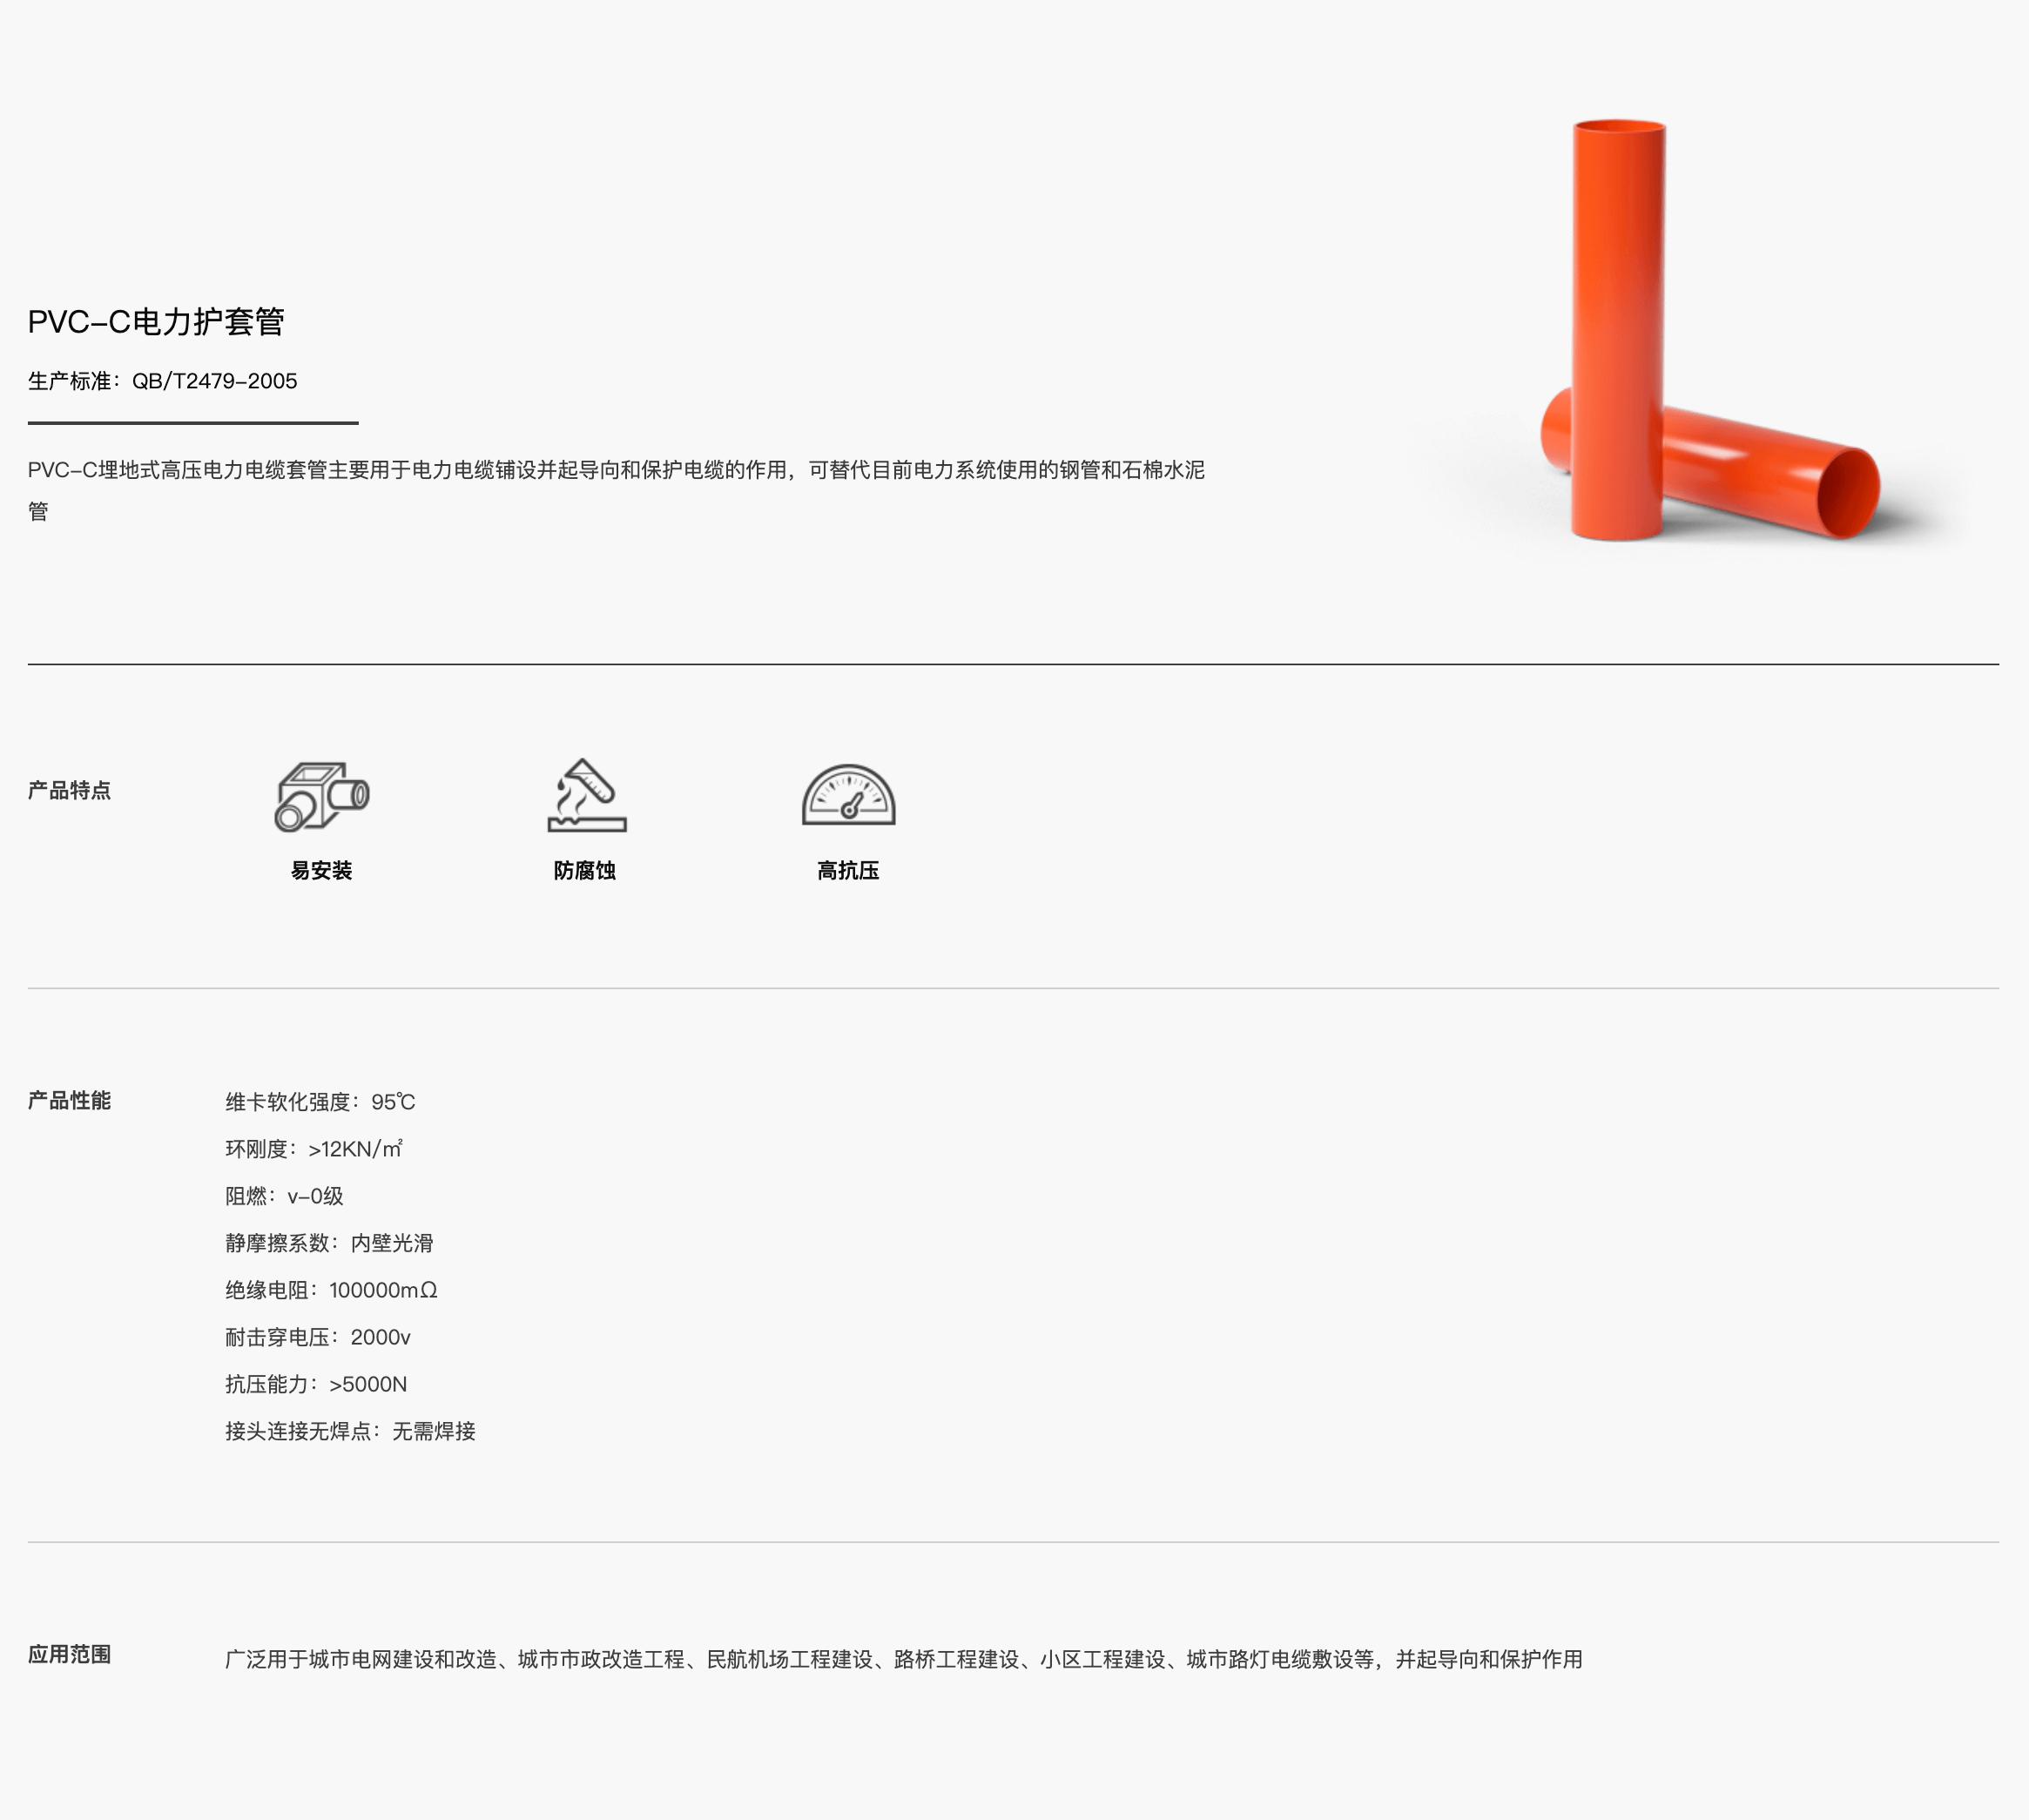 PVC-C电力护套管
生产标准：QB/T2479-2005
PVC-C埋地式高压电力电缆套管主要用于电力电缆铺设并起导向和保护电缆的作用，可替代目前电力系统使用的钢管和石棉水泥
管
产品特点
易安装
防腐蚀
高抗压
产品性能
维卡软化强度：95℃
环刚度：>12KN/㎡
阻燃：v-0级
静摩擦系数：内壁光滑
绝缘电阻：100000mΩ
耐击穿电压：2000v
抗压能力：>5000N
接头连接无焊点：无需焊接
应用范围
广泛用于城市电网建设和改造、城市市政改造工程、民航机场工程建设、路桥工程建设、小区工程建设、城市路灯电缆敷设等，并起导向和保护作用